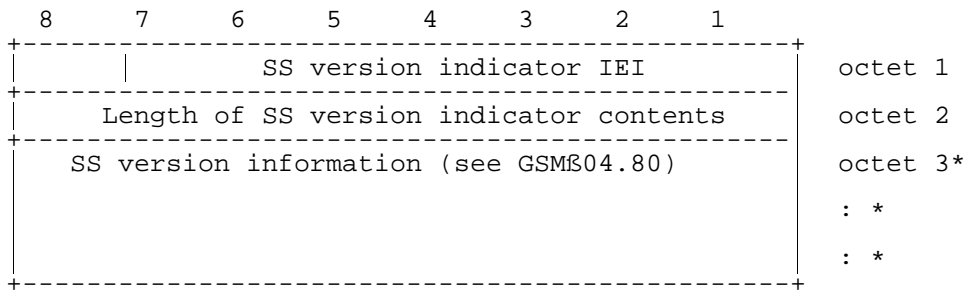 8 7 6 5 4 3 2 1
+------------------------------------------------+
| | SS version indicator IEI | octet 1
+------------------------------------------------
| Length of SS version indicator contents | octet 2
+------------------------------------------------
| SS version information (see GSMß04.80) | octet 3*
: *
: *
+------------------------------------------------+